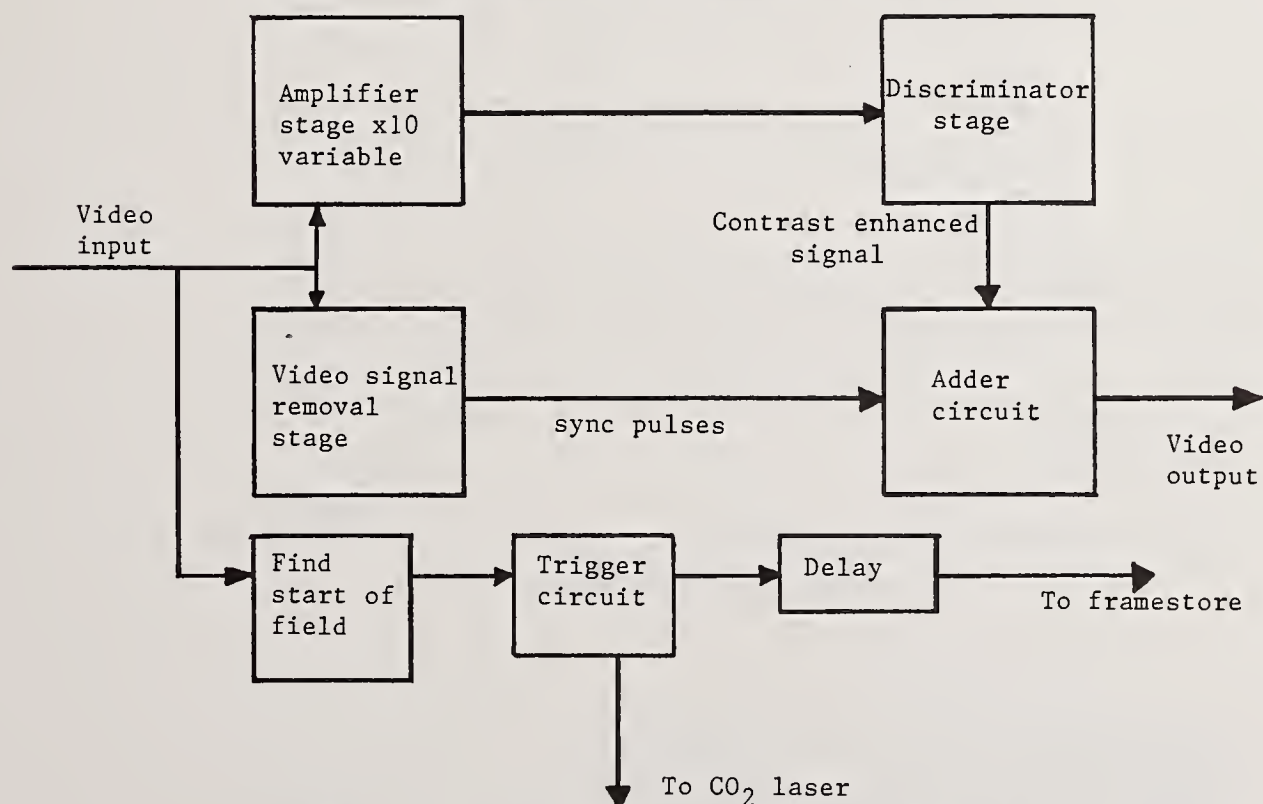 Amplifier
stage x10
variable
Discriminator
stage
Video
input
Contrast enhanced
signal
Video signal
removal
stage
sync pulses
Adder
circuit
Video
output
Find
start of
field
Trigger
circuit
Delay
To framestore
To CO2 laser